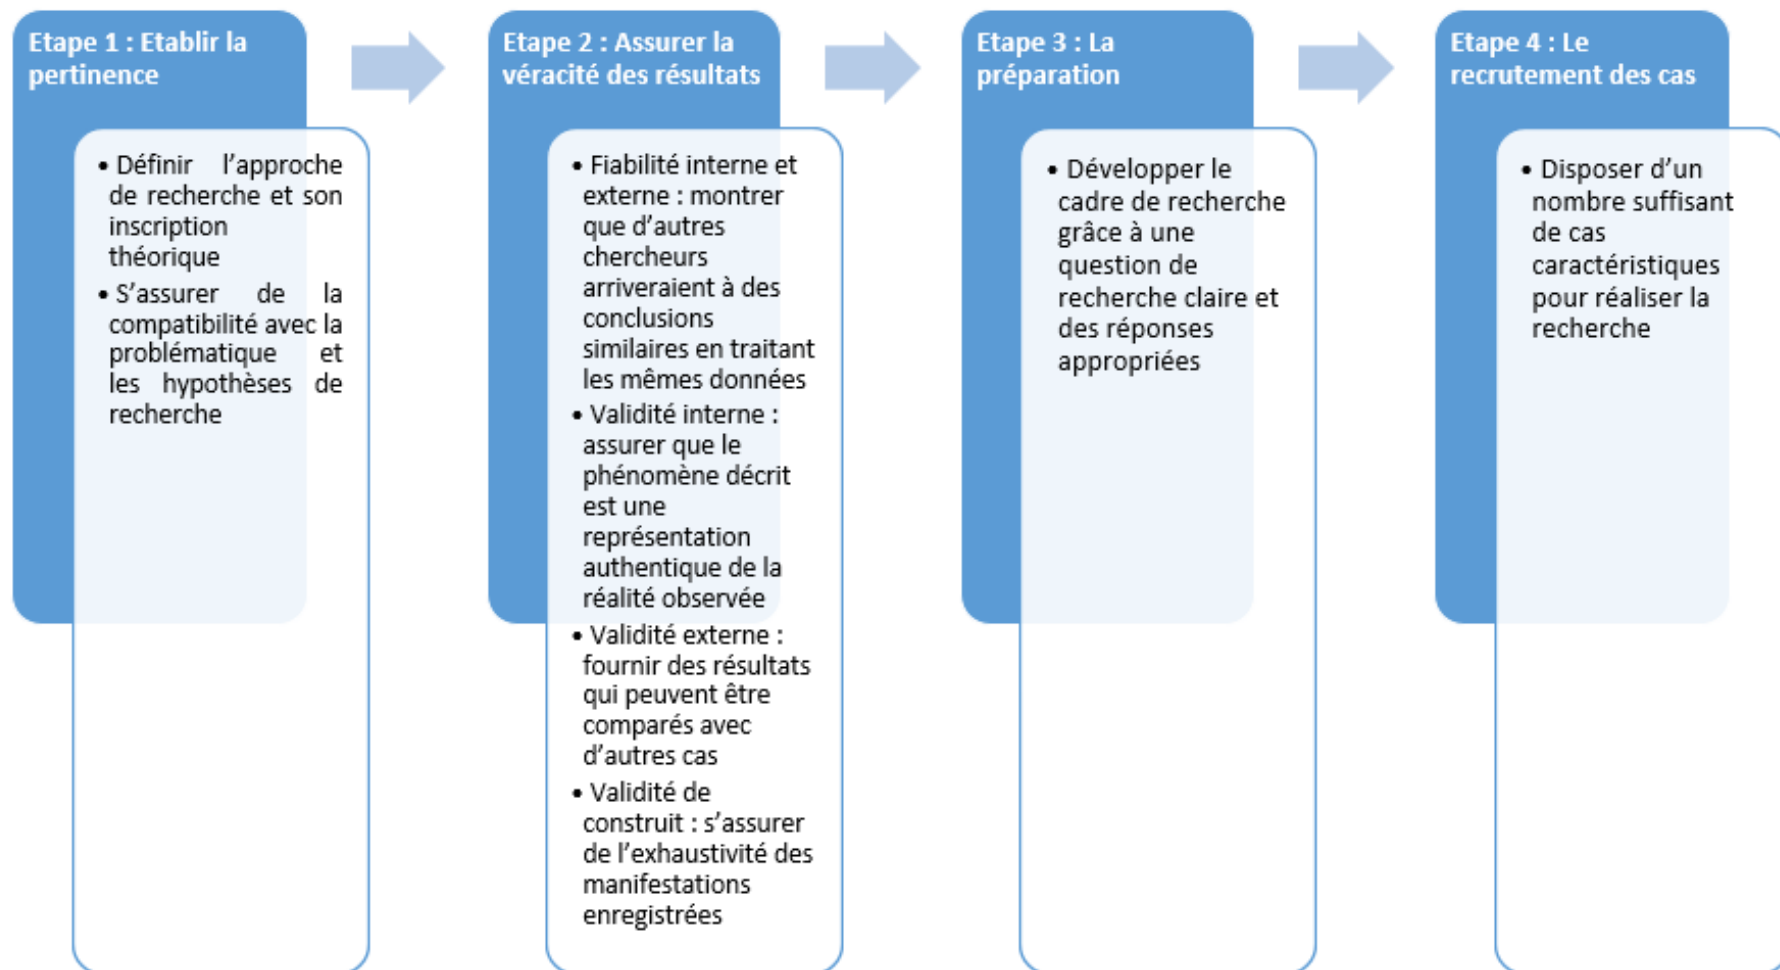 Etape 1 : Etablir la
pertinence
• Définir l’approche
de recherche et son
inscription
théorique
• S’assurer de la
compatibilité avec la
problématique et
les hypothèses de
recherche
Etape 2 : Assurer la
véracité des résultats
• Fiabilité interne et
externe : montrer
que d’autres
chercheurs
arriveraient à des
conclusions
similaires en traitant
les mêmes données
• Validité interne :
assurer que le
phénomène décrit
est une
représentation
authentique de la
réalité observée
• Validité externe :
fournir des résultats
qui peuvent être
comparés avec
d’autres cas
• Validité de
construit : s’assurer
de l’exhaustivité des
manifestations
enregistrées
Etape 3 : La
préparation
• Développer le
cadre de recherche
grâce à une
question de
recherche claire et
des réponses
appropriées
Etape 4 : Le
recrutement des cas
• Disposer d’un
nombre suffisant
de cas
caractéristiques
pour réaliser la
recherche